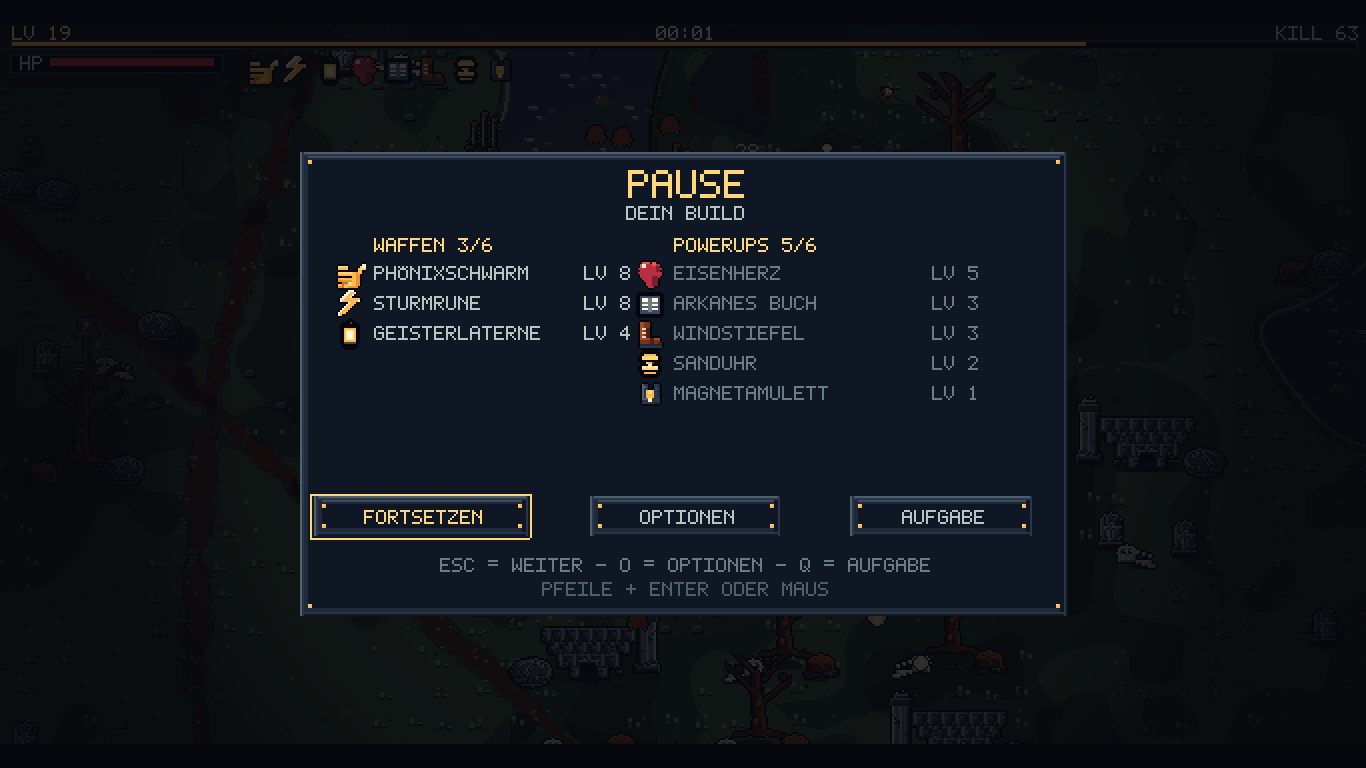 LV 19 00:01 KILL 63
HP
PAUSE
DEIN BUILD
WAFFEN 3/6 POWERUPS 5/6
PHÖNIXSCHWARM LV 8 EISENHERZ LV 5
STURMRUNE LV 8 ARKANES BUCH LV 3
GEISTERLATERNE LV 4 WINDSTIEFEL LV 3
SANDUHR LV 2
MAGNETAMULETT LV 1
FORTSETZEN OPTIONEN AUFGABE
ESC = WEITER - O = OPTIONEN - Q = AUFGABE
PFEILE + ENTER ODER MAUS